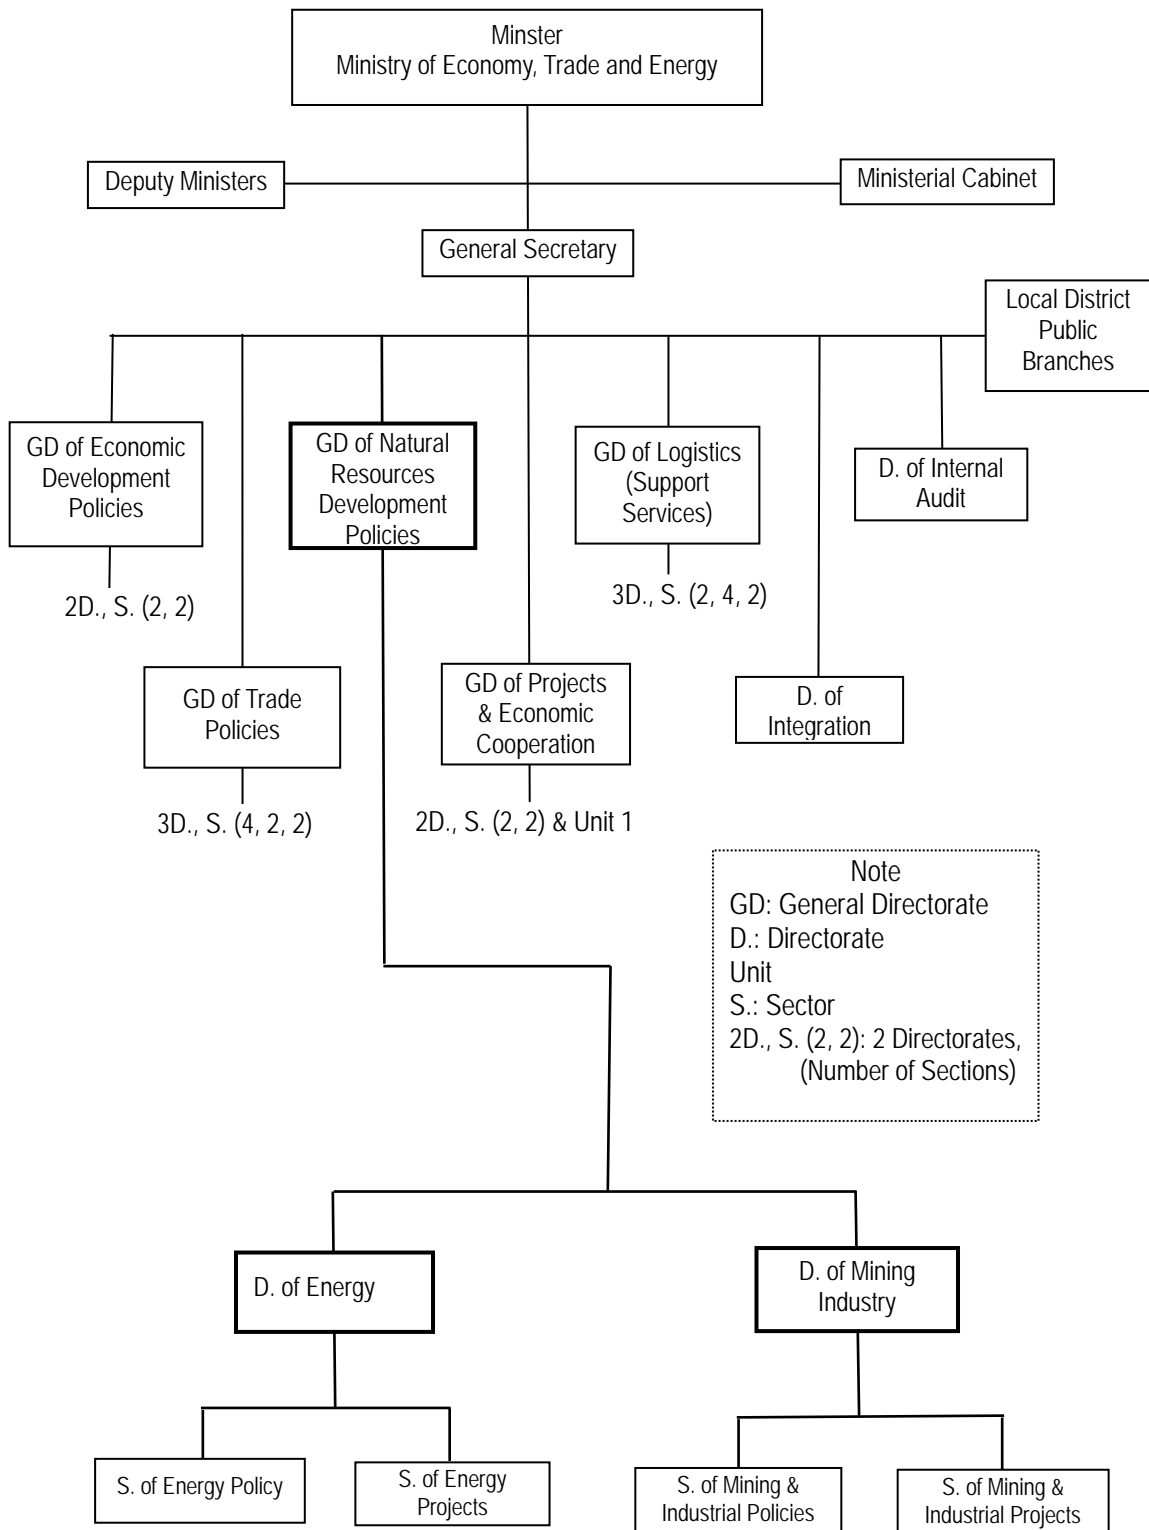 Minster
Ministry of Economy, Trade and Energy
Deputy Ministers
Ministerial Cabinet
General Secretary
Local District
Public
Branches
GD of Economic
Development
Policies
GD of Natural
Resources
Development
Policies
GD of Logistics
(Support
Services)
D. of Internal
Audit
2D., S. (2, 2)
3D., S. (2, 4, 2)
GD of Trade
Policies
GD of Projects
& Economic
Cooperation
D. of
Integration
3D., S. (4, 2, 2)
2D., S. (2, 2) & Unit 1
Note
GD: General Directorate
D.: Directorate
Unit
S.: Sector
2D., S. (2, 2): 2 Directorates,
(Number of Sections)
D. of Energy
D. of Mining
Industry
S. of Energy Policy
S. of Energy
Projects
S. of Mining &
Industrial Policies
S. of Mining &
Industrial Projects